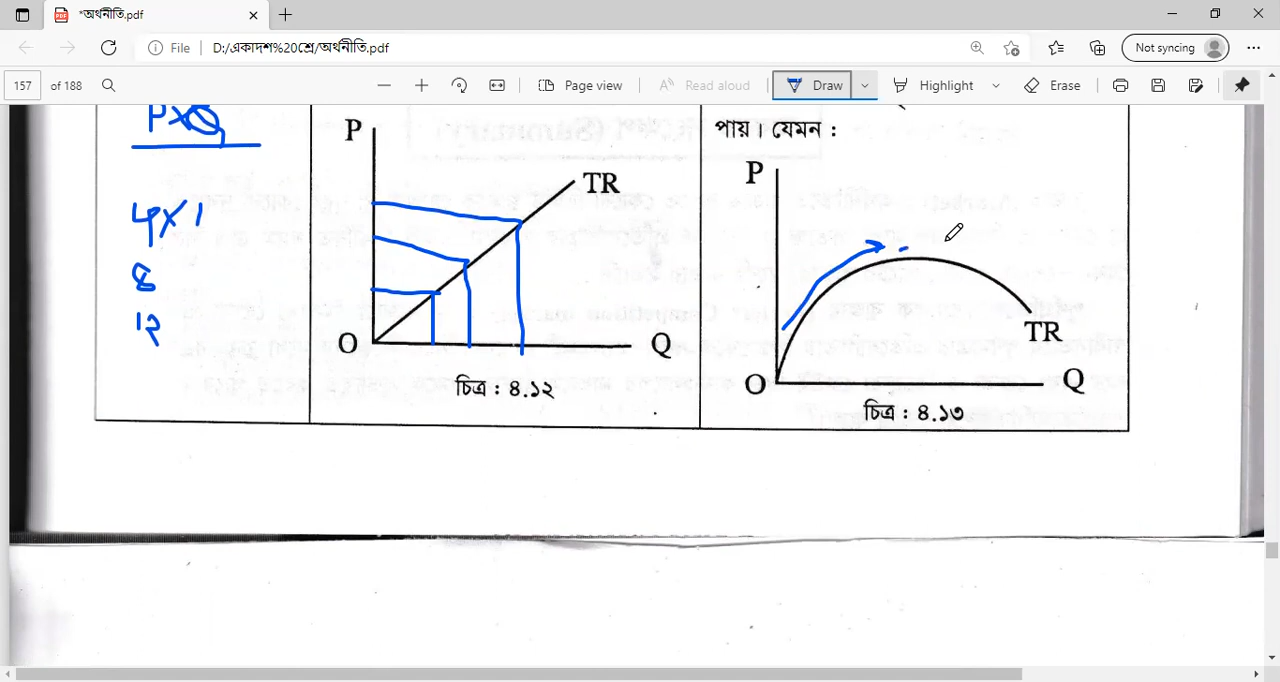 *অর্থনীতি.pdf
File D:/একাদশ%20শ্রে/অর্থনীতি.pdf Not syncing
157 of 188 Page view Read aloud Draw Highlight Erase
P×Q
4×1
8
12
P
TR
O Q
চিত্র : ৪.১২
পায়। যেমন :
P
TR
O Q
চিত্র : ৪.১৩